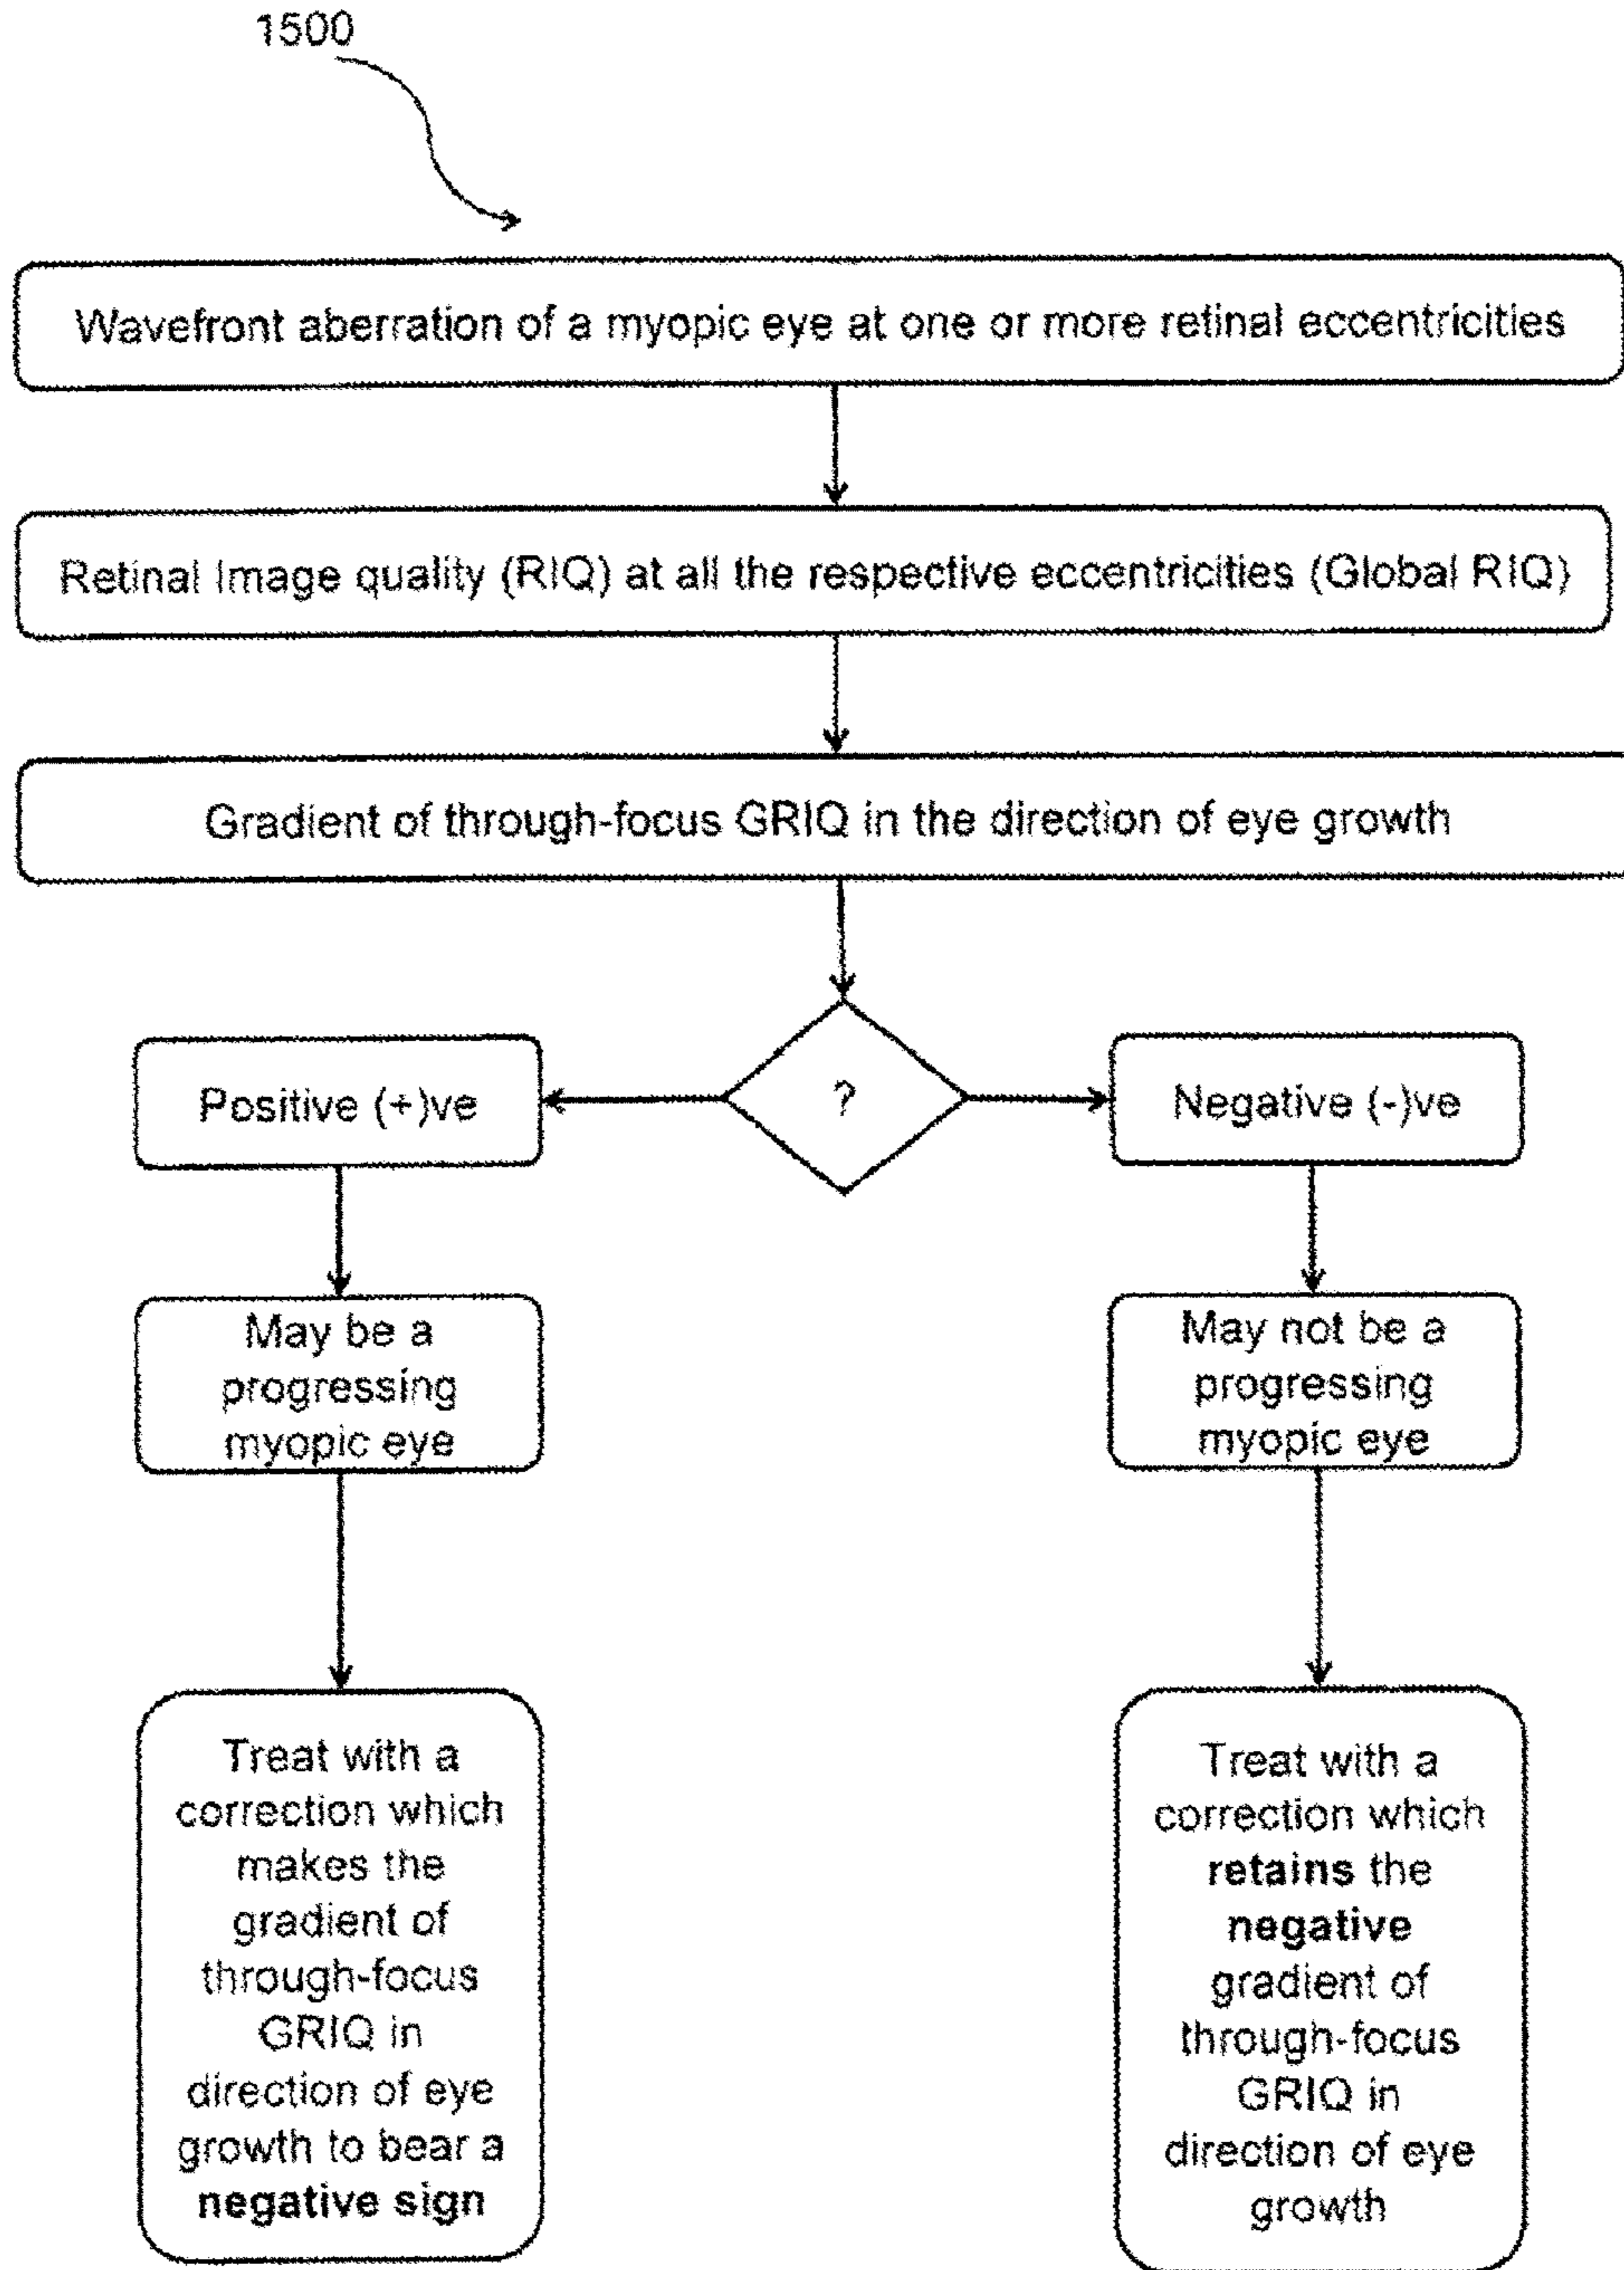 1500
Wavefront aberration of a myopic eye at one or more retinal eccentricities
Retinal Image quality (RIQ) at all the respective eccentricities (Global RIQ)
Gradient of through-focus GRIQ in the direction of eye growth
?
Positive (+)ve
May be a
progressing
myopic eye
Treat with a
correction which
makes the
gradient of
through-focus
GRIQ in
direction of eye
growth to bear a
negative sign
Negative (-)ve
May not be a
progressing
myopic eye
Treat with a
correction which
retains the
negative
gradient of
through-focus
GRIQ in
direction of eye
growth